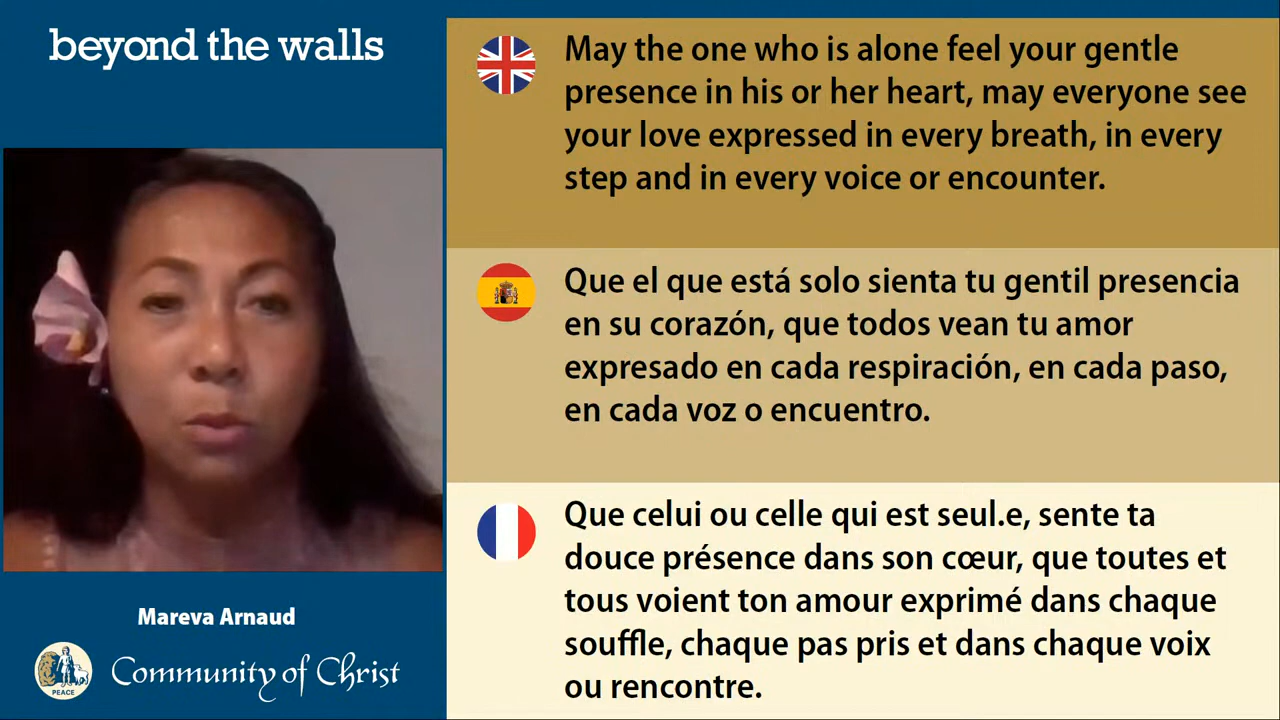 beyond the walls
May the one who is alone feel your gentle
presence in his or her heart, may everyone see
your love expressed in every breath, in every
step and in every voice or encounter.
Que el que está solo sienta tu gentil presencia
en su corazón, que todos vean tu amor
expresado en cada respiración, en cada paso,
en cada voz o encuentro.
Que celui ou celle qui est seul.e, sente ta
douce présence dans son cœur, que toutes et
tous voient ton amour exprimé dans chaque
souffle, chaque pas pris et dans chaque voix
ou rencontre.
Mareva Arnaud
PEACE
Community of Christ